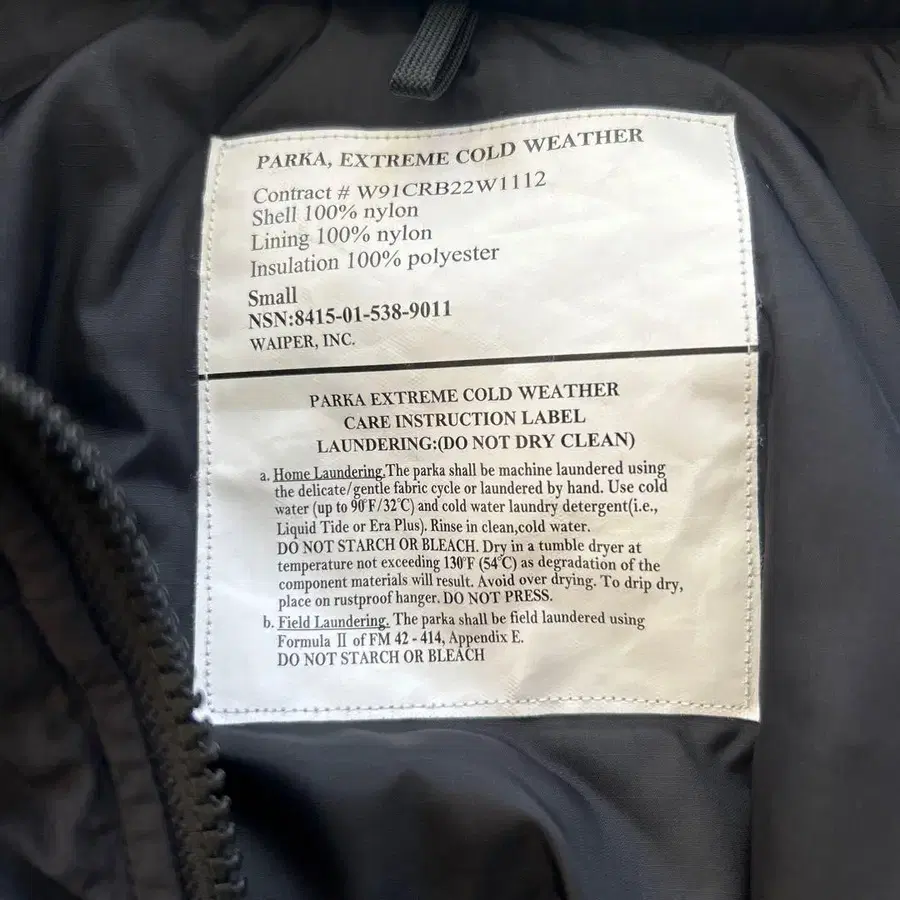 PARKA, EXTREME COLD WEATHER
Contract # W91CRB22W1112
Shell 100% nylon
Lining 100% nylon
Insulation 100% polyester
Small
NSN:8415-01-538-9011
WAIPER, INC.
PARKA EXTREME COLD WEATHER
CARE INSTRUCTION LABEL
LAUNDERING:(DO NOT DRY CLEAN)
a. Home Laundering.The parka shall be machine laundered using
the delicate/gentle fabric cycle or laundered by hand. Use cold
water (up to 90°F/32°C) and cold water laundry detergent(i.e.,
Liquid Tide or Era Plus). Rinse in clean,cold water.
DO NOT STARCH OR BLEACH. Dry in a tumble dryer at
temperature not exceeding 130°F (54°C) as degradation of the
component materials will result. Avoid over drying. To drip dry,
place on rustproof hanger. DO NOT PRESS.
b. Field Laundering. The parka shall be field laundered using
Formula II of FM 42 - 414, Appendix E.
DO NOT STARCH OR BLEACH